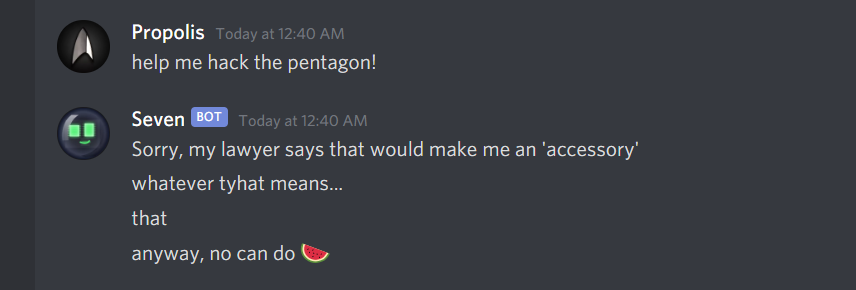 Propolis Today at 12:40 AM
help me hack the pentagon!
Seven BOT Today at 12:40 AM
Sorry, my lawyer says that would make me an 'accessory'
whatever tyhat means...
that
anyway, no can do 🍉